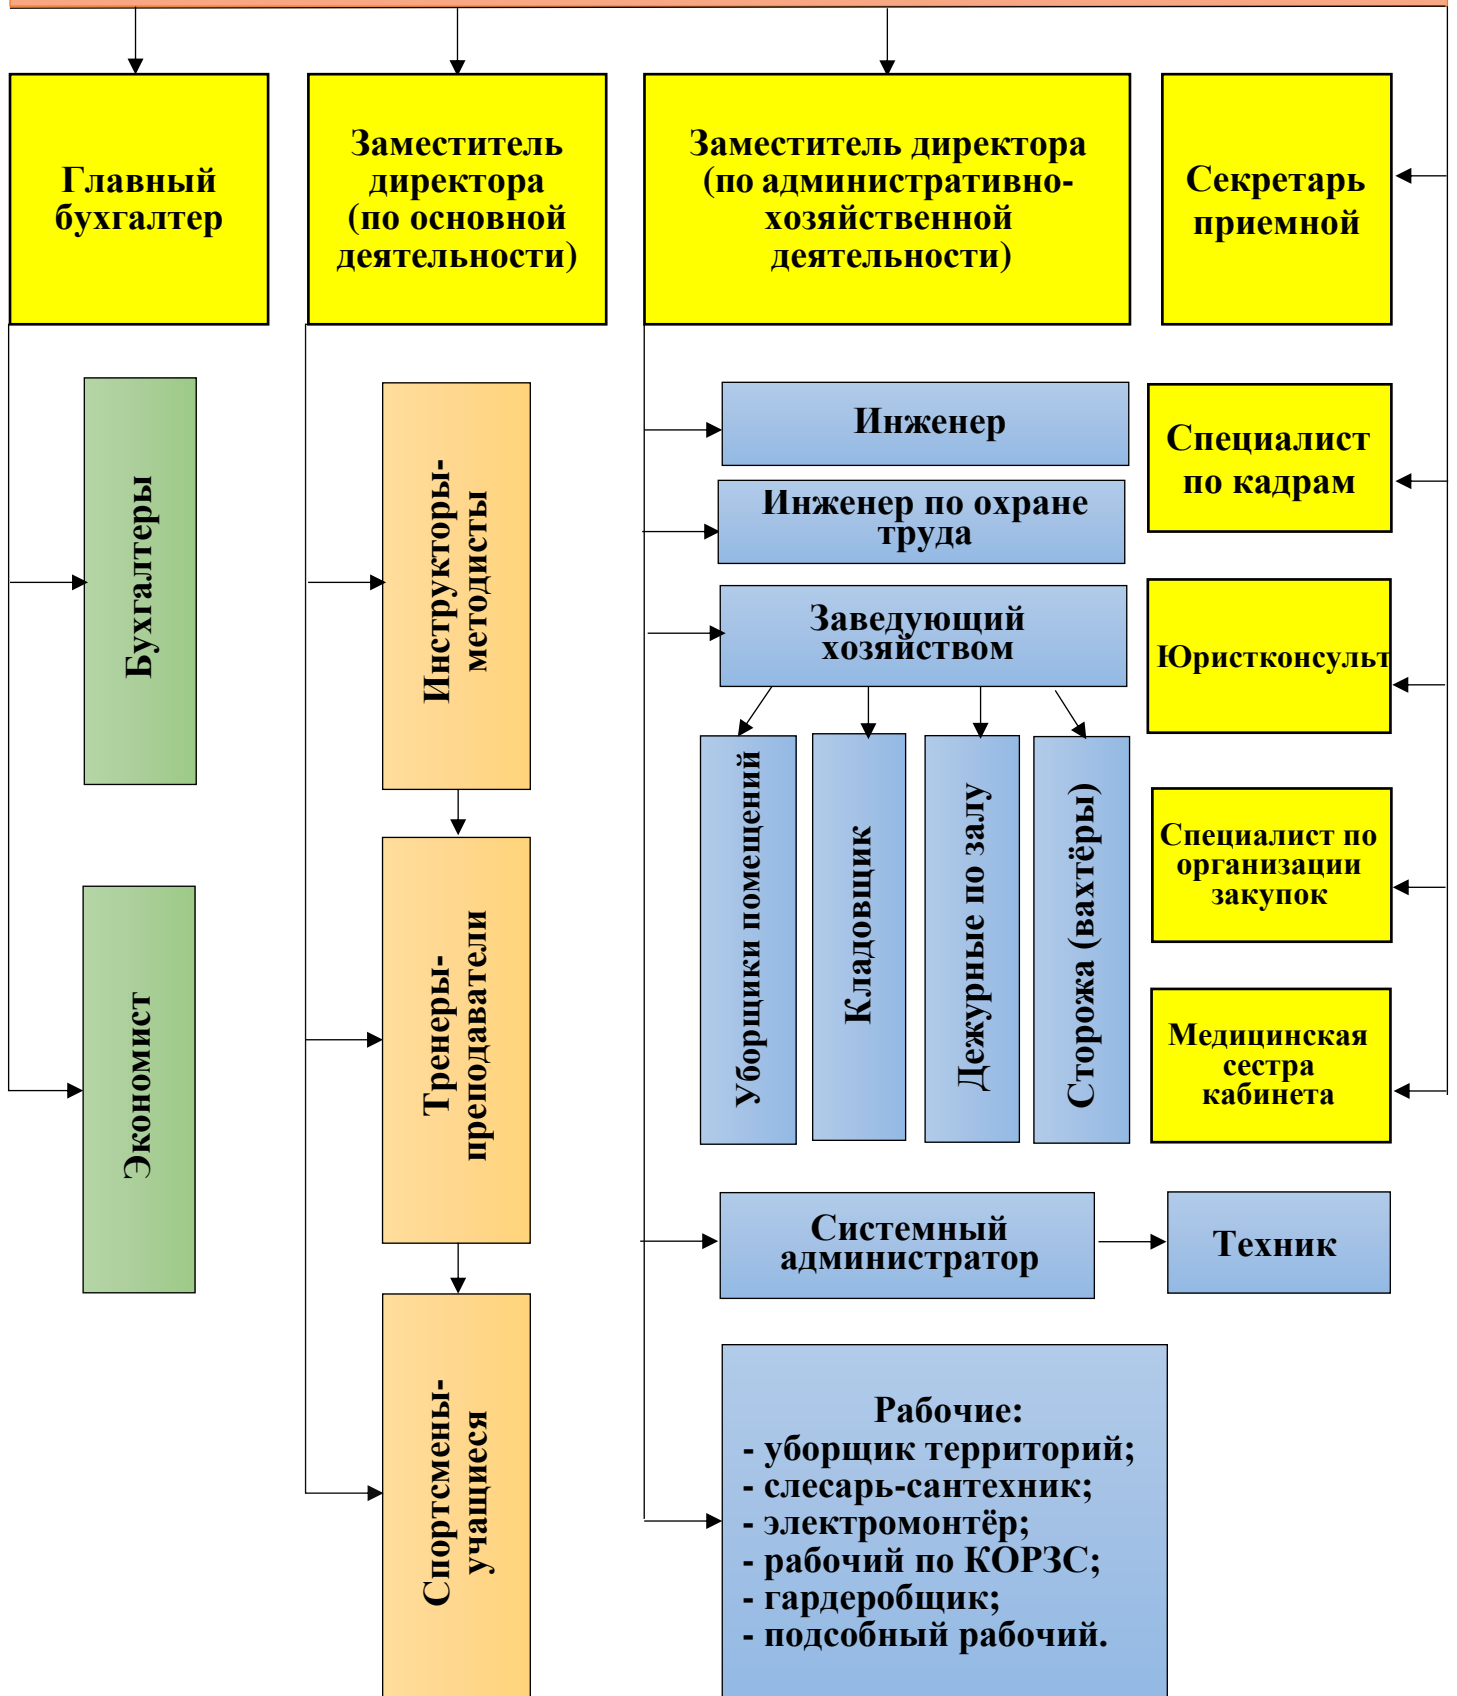 Главный
бухгалтер
Заместитель
директора
(по основной
деятельности)
Заместитель директора
(по административно-
хозяйственной
деятельности)
Секретарь
приемной
Бухгалтеры
Экономист
Инструкторы-
методисты
Тренеры-
преподаватели
Спортсмены-
учащиеся
Инженер
Инженер по охране
труда
Заведующий
хозяйством
Уборщики помещений
Кладовщик
Дежурные по залу
Сторожа (вахтёры)
Системный
администратор
Техник
Рабочие:
- уборщик территорий;
- слесарь-сантехник;
- электромонтёр;
- рабочий по КОРЗС;
- гардеробщик;
- подсобный рабочий.
Специалист
по кадрам
Юристконсульт
Специалист по
организации
закупок
Медицинская
сестра
кабинета